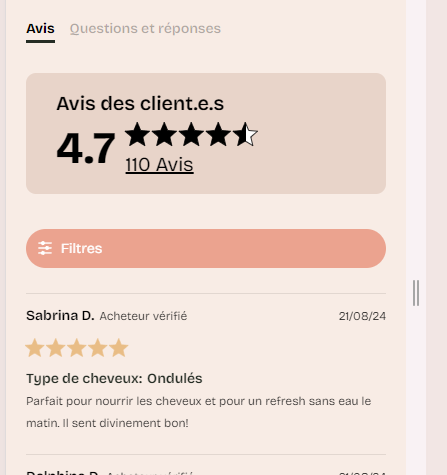 Avis Questions et réponses
Avis des client.e.s
4.7
110 Avis
Filtres
Sabrina D. Acheteur vérifié 21/08/24
Type de cheveux: Ondulés
Parfait pour nourrir les cheveux et pour un refresh sans eau le
matin. Il sent divinement bon!